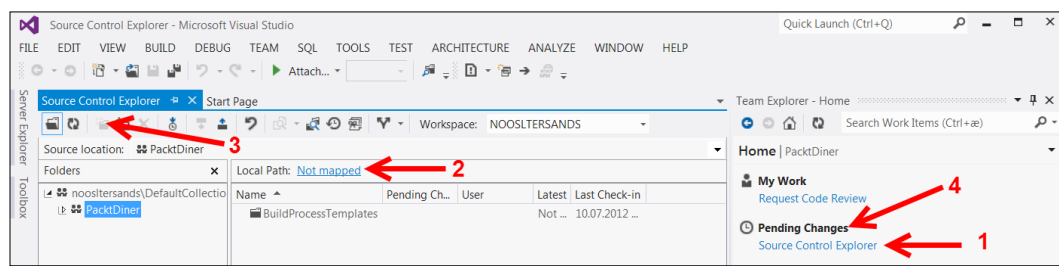 Source Control Explorer - Microsoft Visual Studio
Quick Launch (Ctrl+Q)
FILE EDIT VIEW BUILD DEBUG TEAM SQL TOOLS TEST ARCHITECTURE ANALYZE WINDOW HELP
Attach...
Server Explorer
Toolbox
Source Control Explorer Start Page
Workspace: NOOSLTERSANDS
3
Source location: PacktDiner
Folders
Local Path: Not mapped
2
noosltersands\DefaultCollectio
PacktDiner
Name Pending Ch... User Latest Last Check-in
BuildProcessTemplates Not ... 10.07.2012 ...
Team Explorer - Home
Search Work Items (Ctrl+æ)
Home | PacktDiner
My Work
Request Code Review
4
Pending Changes
Source Control Explorer
1